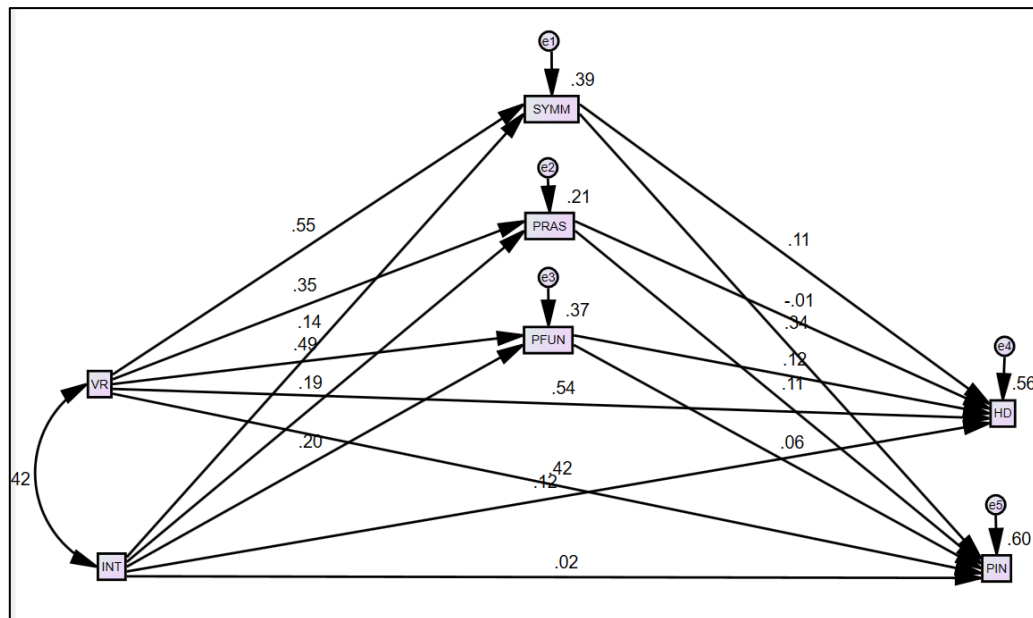 e1
.39
SYMM
e2
.21
PRAS
.55
.11
e3
.35
-.01
.37
.14
.34
PFUN
.49
.12
e4
VR
.19
.11
.54
.56
HD
.20
.06
.42
.42
.12
e5
.60
INT
.02
PIN